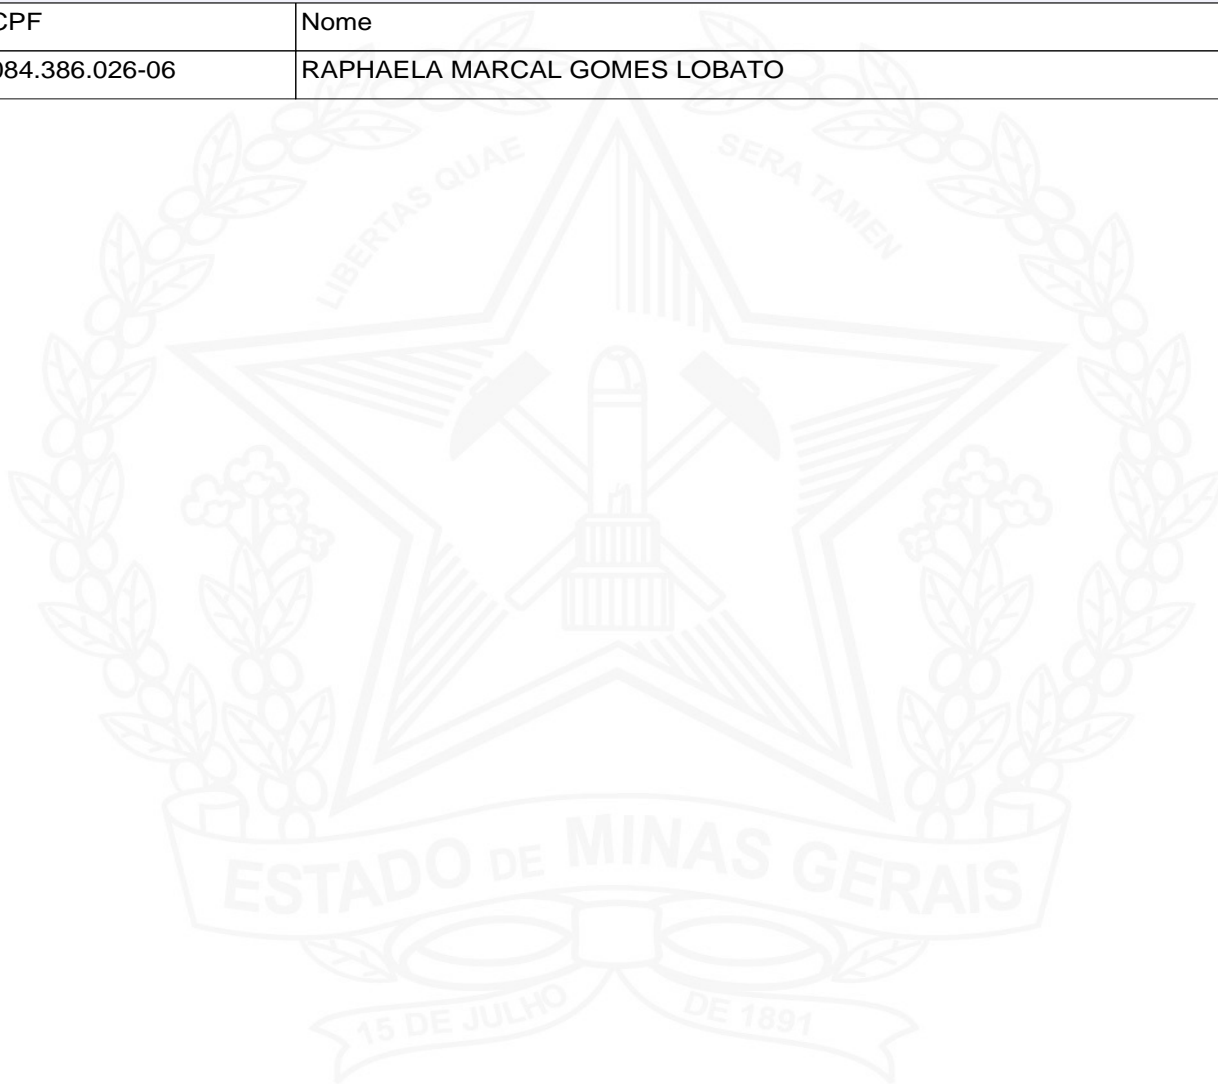 CPF Nome
084.386.026-06 RAPHAELA MARCAL GOMES LOBATO
LIBERTAS QUAE SERA TAMEN
ESTADO DE MINAS GERAIS
15 DE JULHO DE 1891